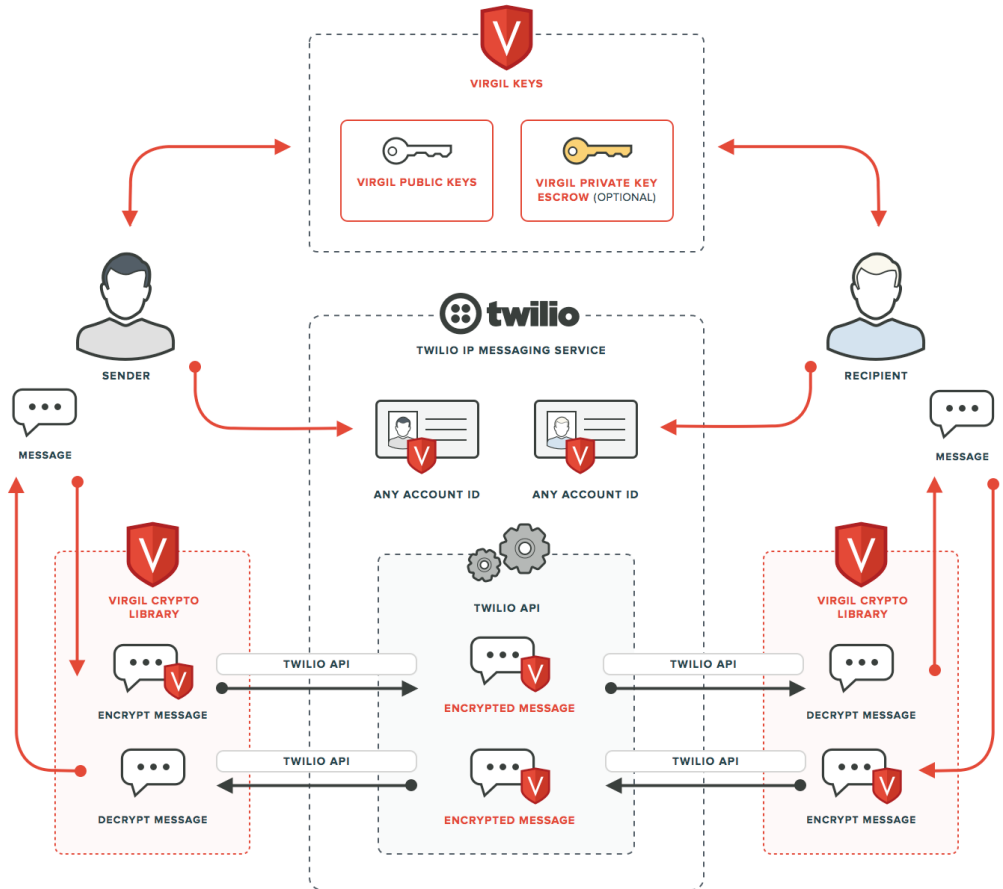 V
VIRGIL KEYS
VIRGIL PUBLIC KEYS
VIRGIL PRIVATE KEY
ESCROW (OPTIONAL)
twilio
TWILIO IP MESSAGING SERVICE
SENDER
RECIPIENT
MESSAGE
MESSAGE
V
V
ANY ACCOUNT ID
ANY ACCOUNT ID
V
VIRGIL CRYPTO
LIBRARY
TWILIO API
V
VIRGIL CRYPTO
LIBRARY
V
ENCRYPT MESSAGE
TWILIO API
V
ENCRYPTED MESSAGE
TWILIO API
DECRYPT MESSAGE
DECRYPT MESSAGE
TWILIO API
V
ENCRYPTED MESSAGE
TWILIO API
V
ENCRYPT MESSAGE